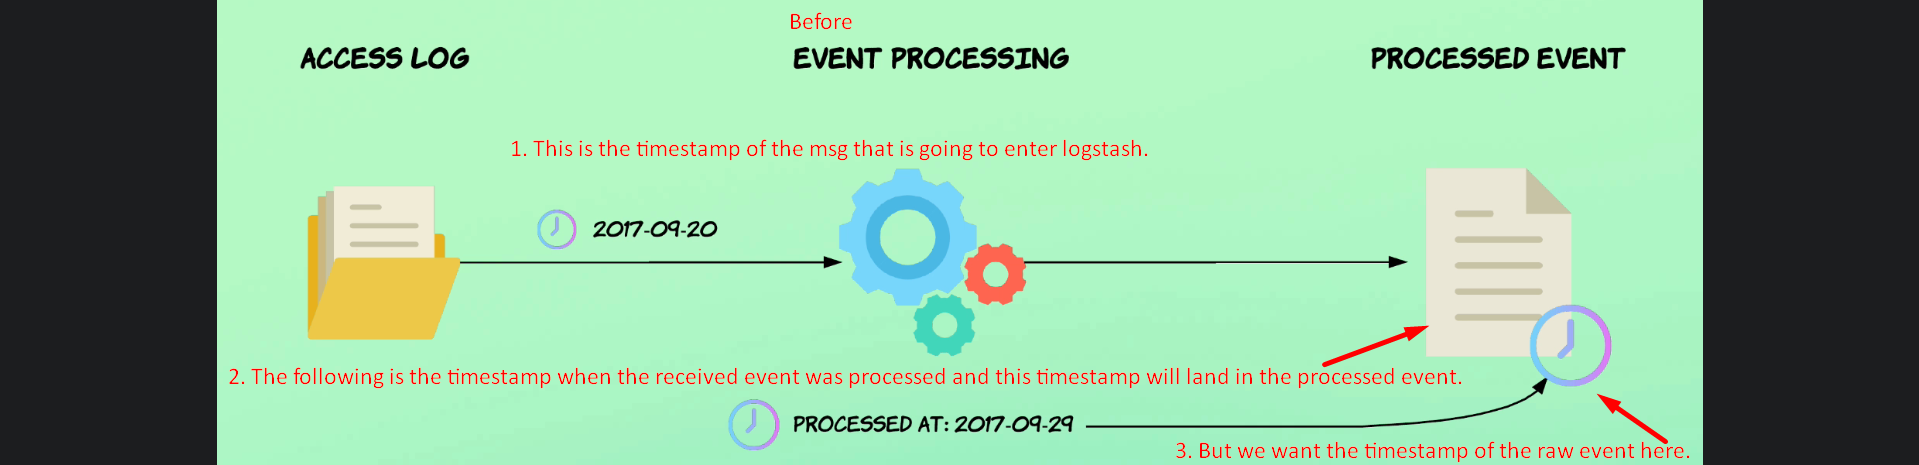 Before
ACCESS LOG
EVENT PROCESSING
PROCESSED EVENT
1. This is the timestamp of the msg that is going to enter logstash.
2017-09-20
2. The following is the timestamp when the received event was processed and this timestamp will land in the processed event.
PROCESSED AT: 2017-09-29
3. But we want the timestamp of the raw event here.